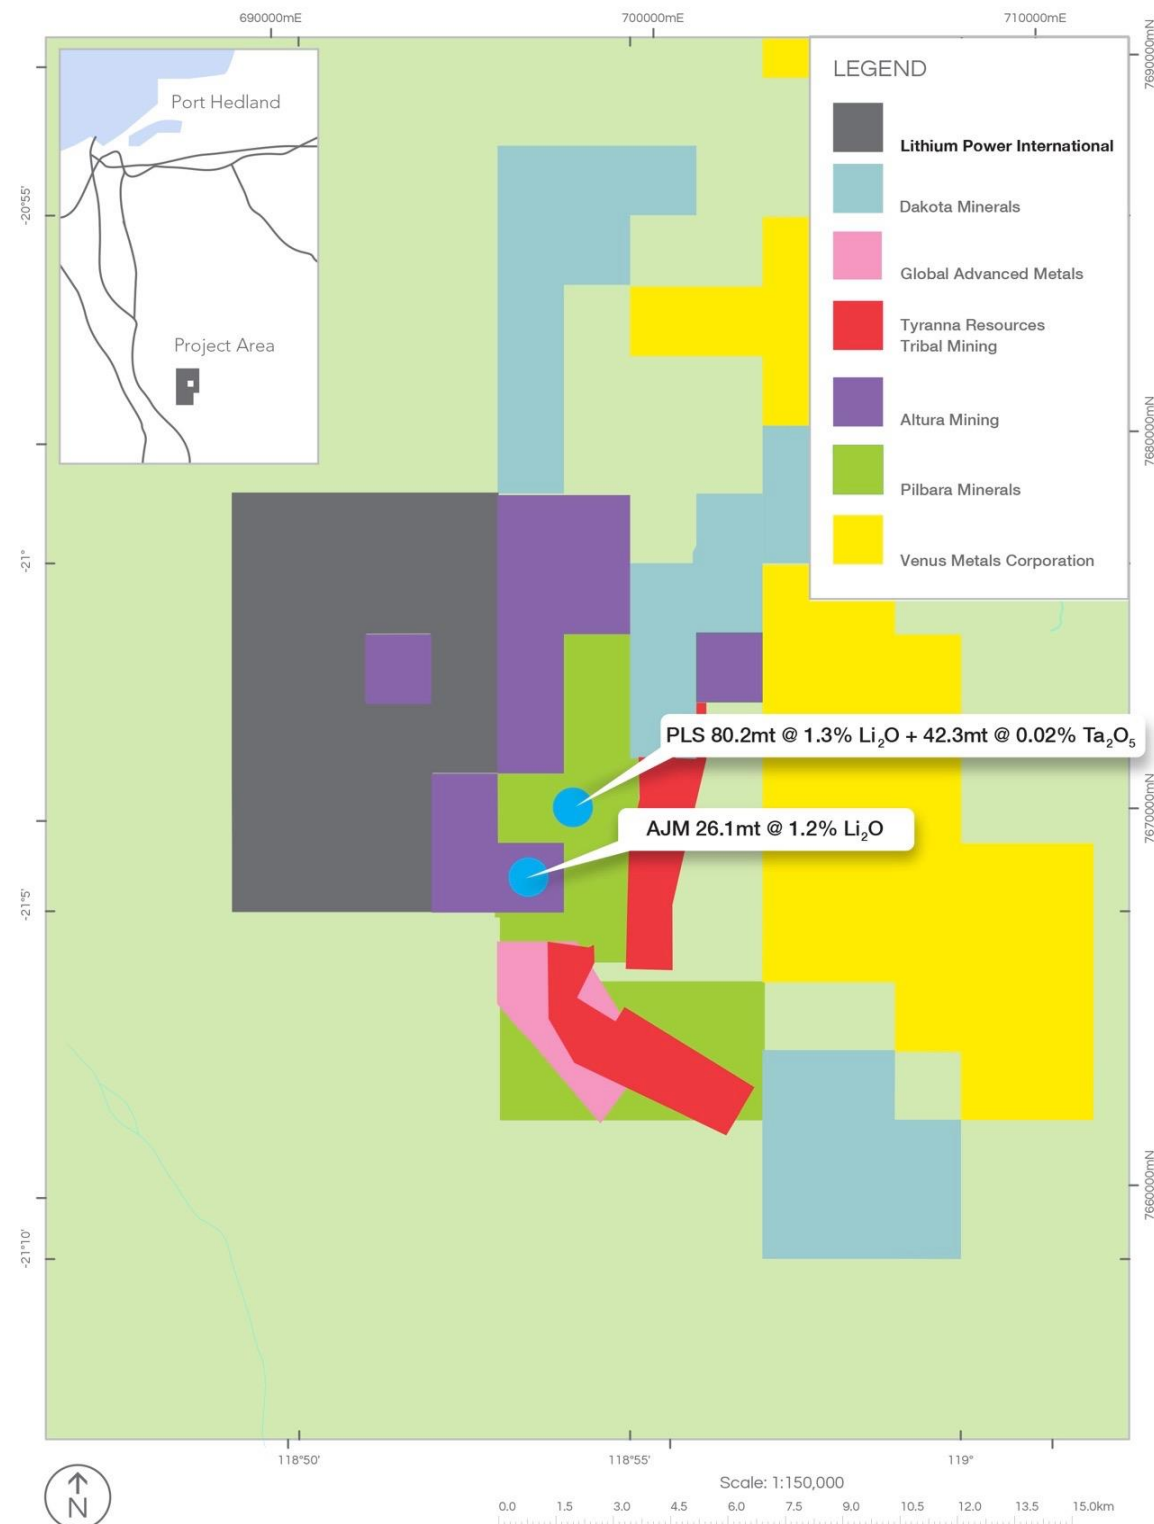 690000mE
700000mE
710000mE
7690000mN
LEGEND
Port Hedland
Lithium Power International
Dakota Minerals
-20°55'
Global Advanced Metals
Tyranna Resources
Tribal Mining
Project Area
Altura Mining
7680000mN
Pilbara Minerals
-21°
Venus Metals Corporation
PLS 80.2mt @ 1.3% Li₂O + 42.3mt @ 0.02% Ta₂O₅
7670000mN
AJM 26.1mt @ 1.2% Li₂O
-21°5'
7660000mN
-21°10'
118°50'
118°55'
119°
Scale: 1:150,000
N
0.0 1.5 3.0 4.5 6.0 7.5 9.0 10.5 12.0 13.5 15.0km